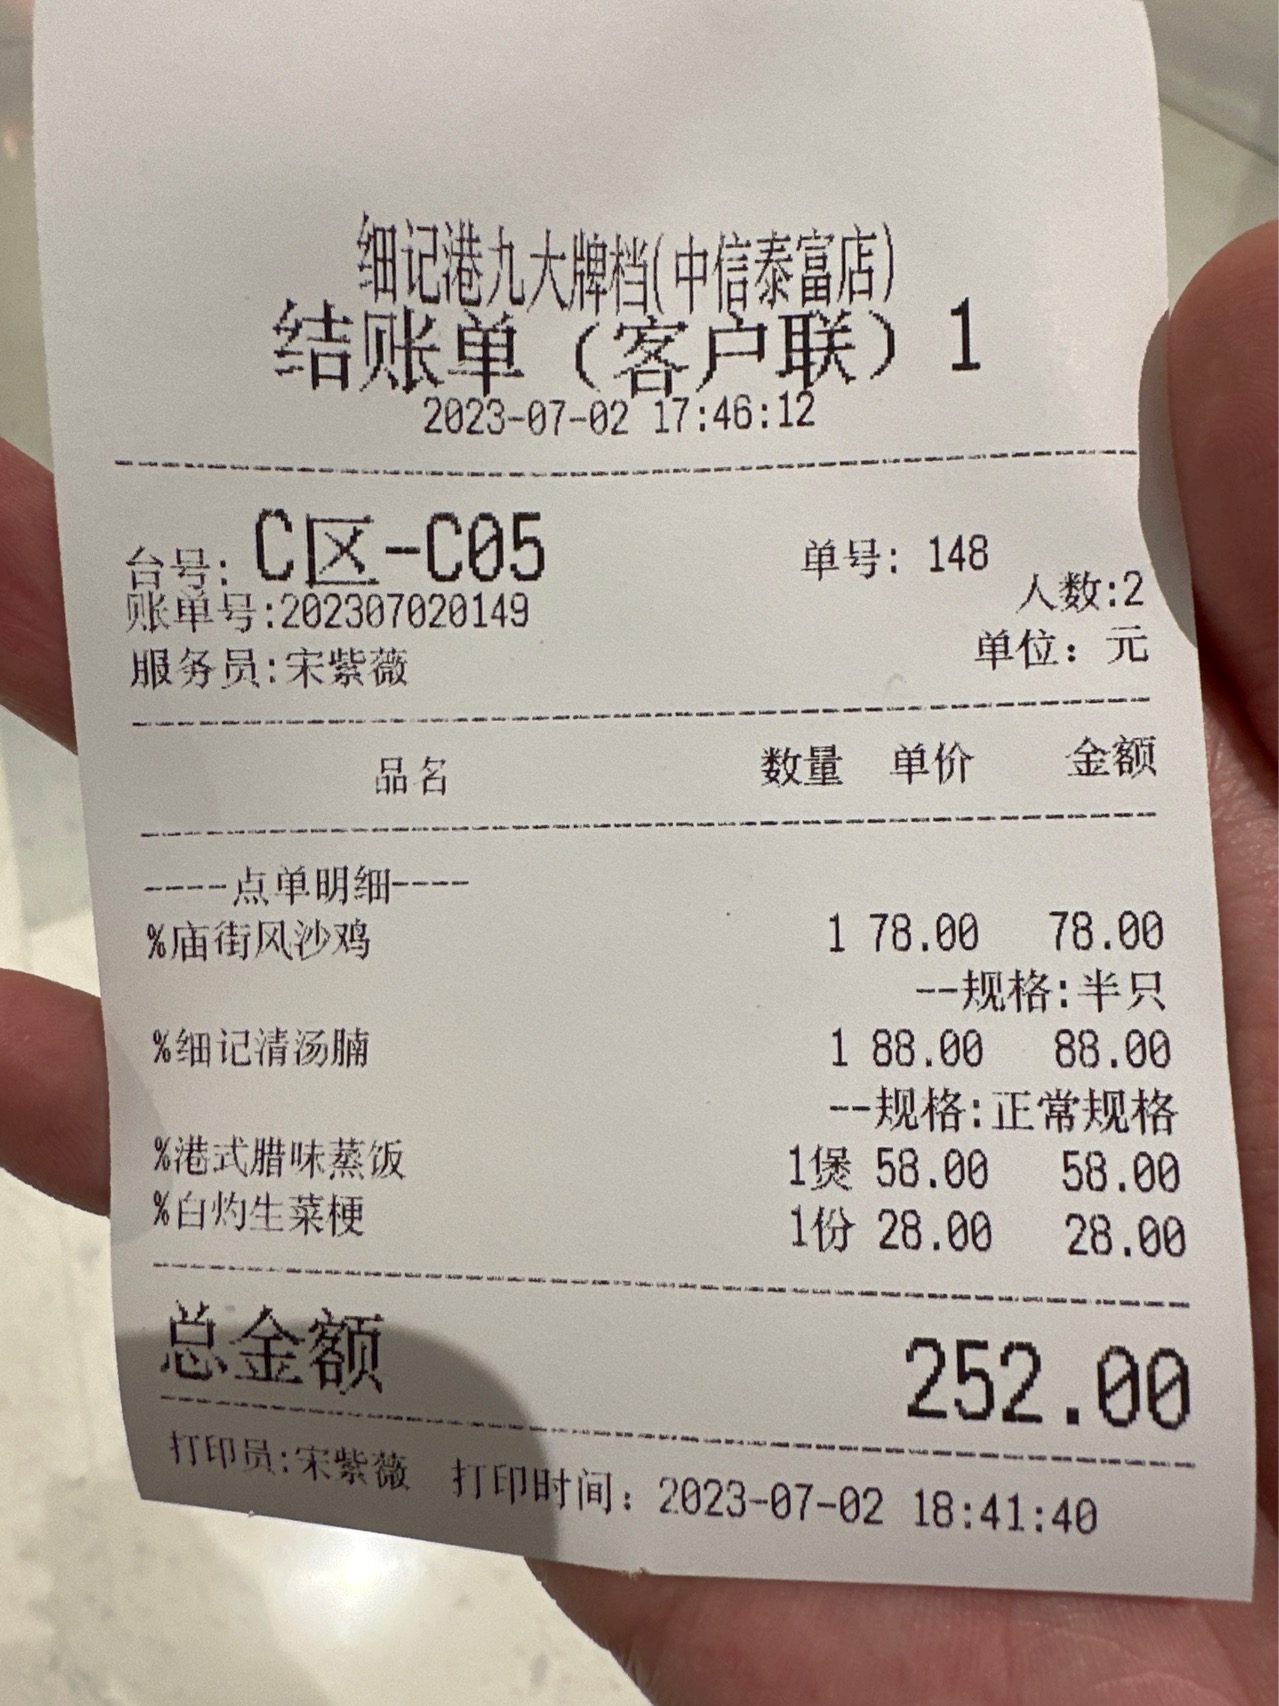 细记港九大牌档(中信泰富店)
结账单（客户联）1
2023-07-02 17:46:12
台号: C区-C05 单号: 148
人数:2
账单号:202307020149
单位: 元
服务员:宋紫薇
品名 数量 单价 金额
----点单明细----
%庙街风沙鸡 1 78.00 78.00
--规格:半只
%细记清汤腩 1 88.00 88.00
--规格:正常规格
%港式腊味蒸饭 1煲 58.00 58.00
%白灼生菜梗 1份 28.00 28.00
总金额 252.00
打印员:宋紫薇 打印时间: 2023-07-02 18:41:40